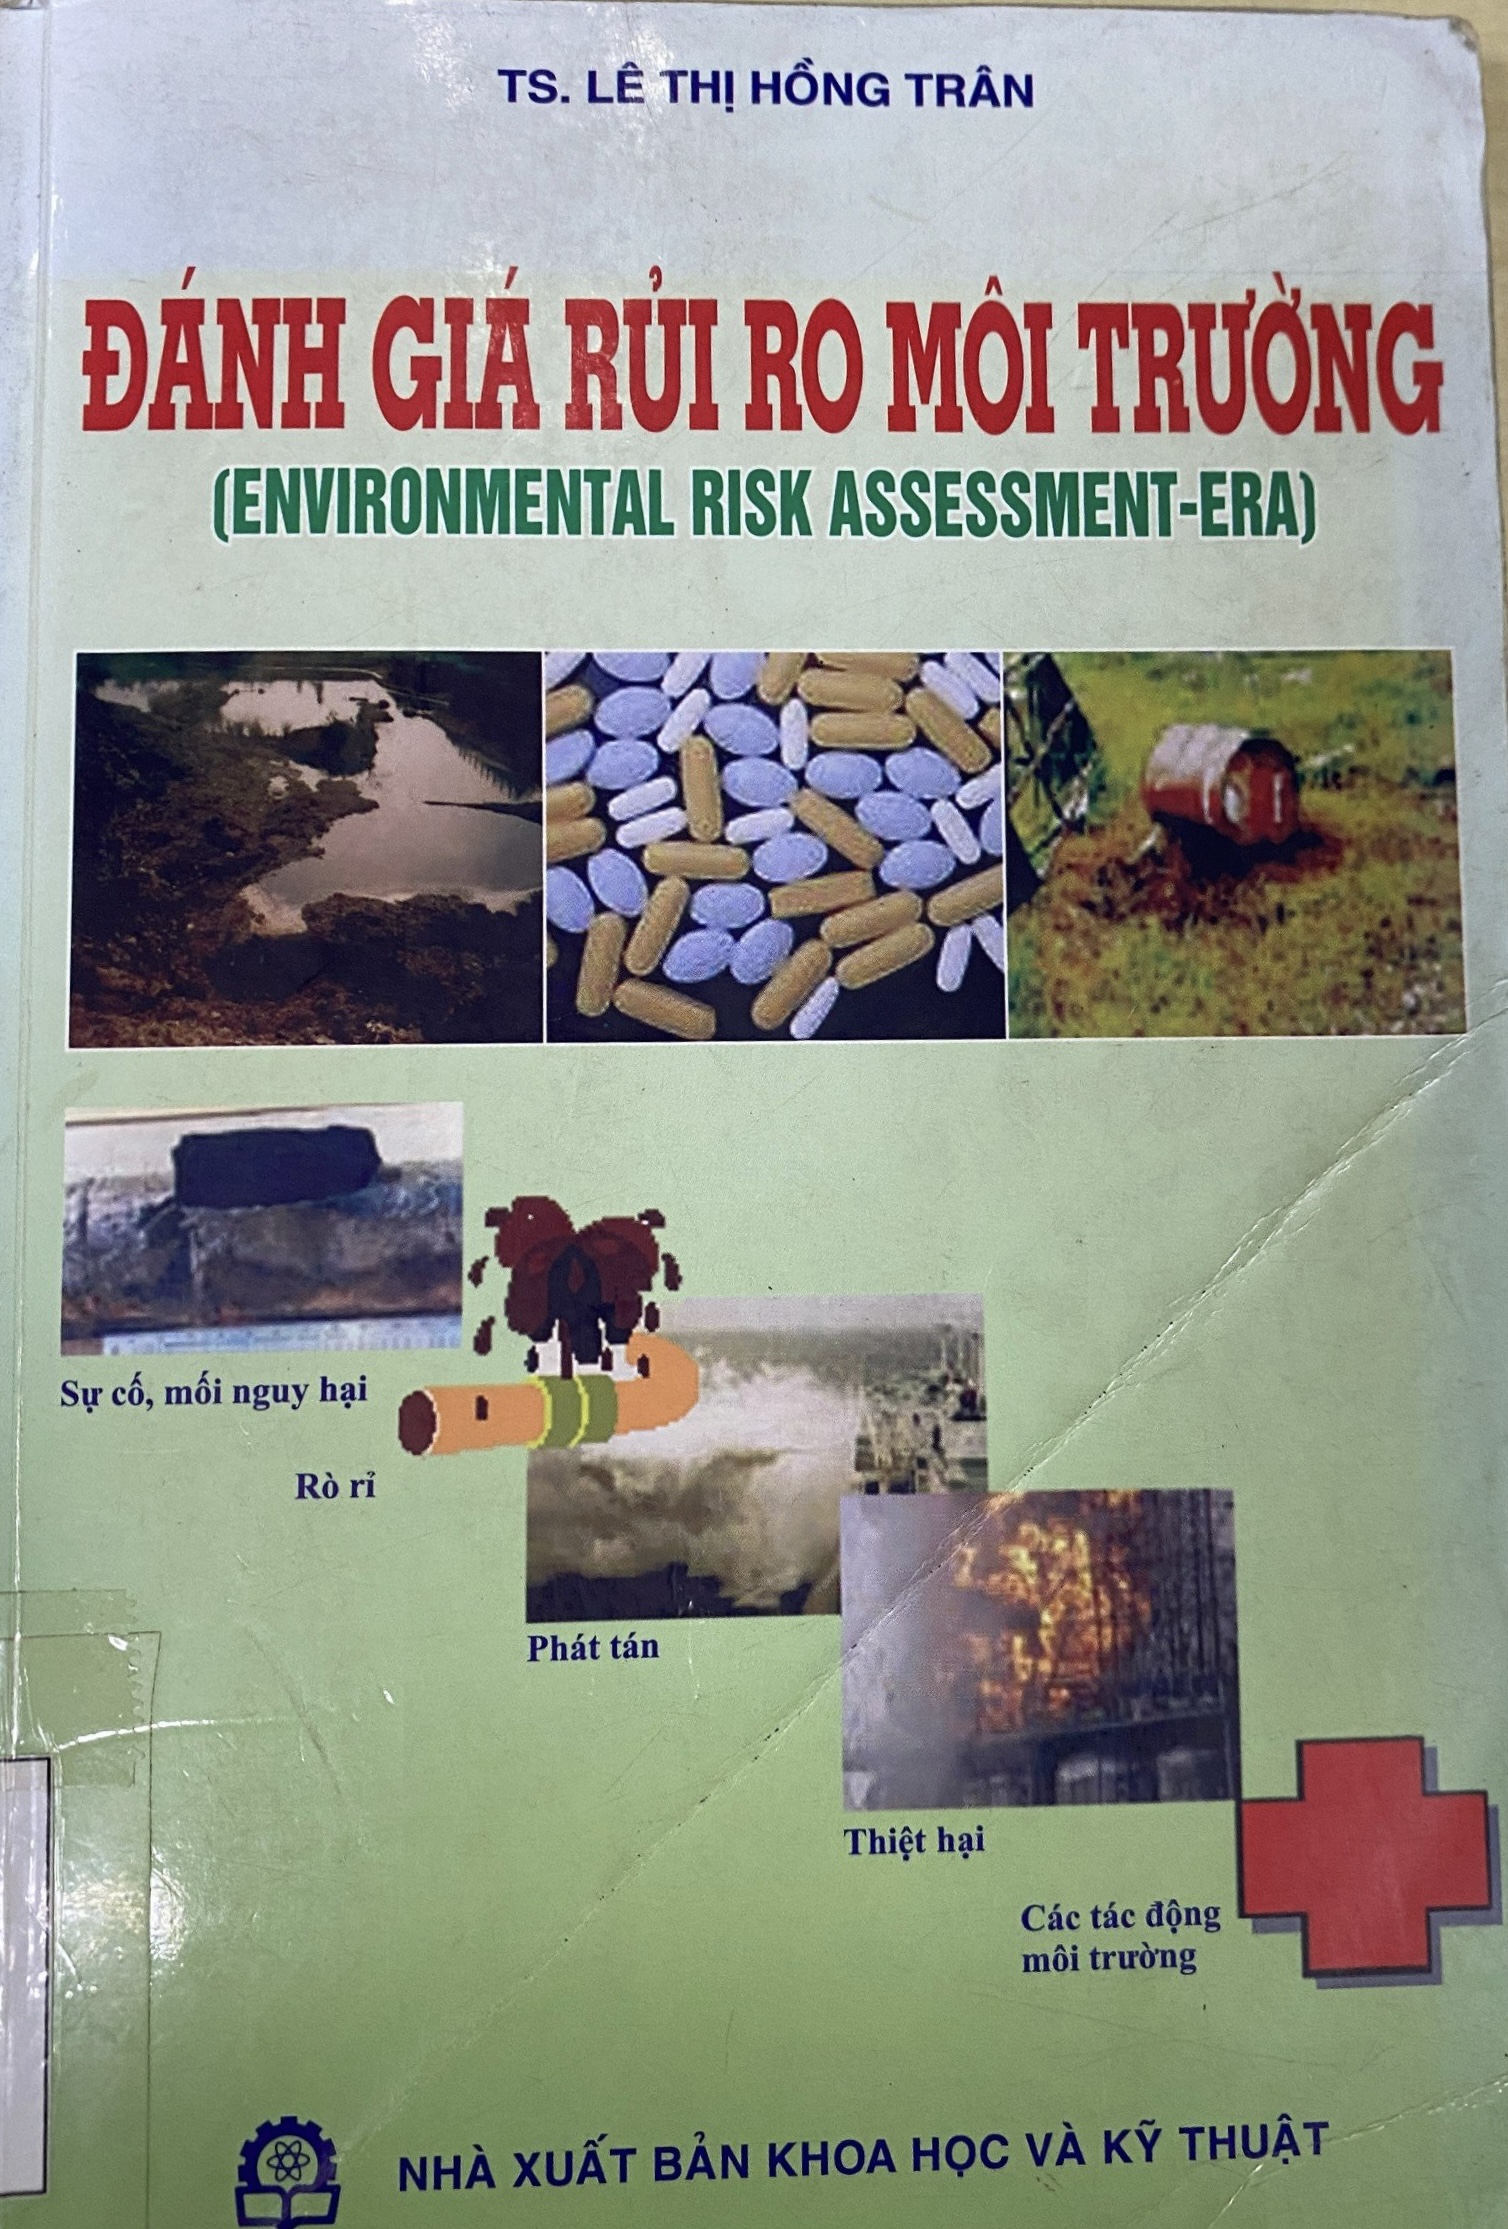 TS. LÊ THỊ HỒNG TRÂN
ĐÁNH GIÁ RỦI RO MÔI TRƯỜNG
(ENVIRONMENTAL RISK ASSESSMENT-ERA)
Sự cố, mối nguy hại
Rò rỉ
Phát tán
Thiệt hại
Các tác động
môi trường
NHÀ XUẤT BẢN KHOA HỌC VÀ KỸ THUẬT